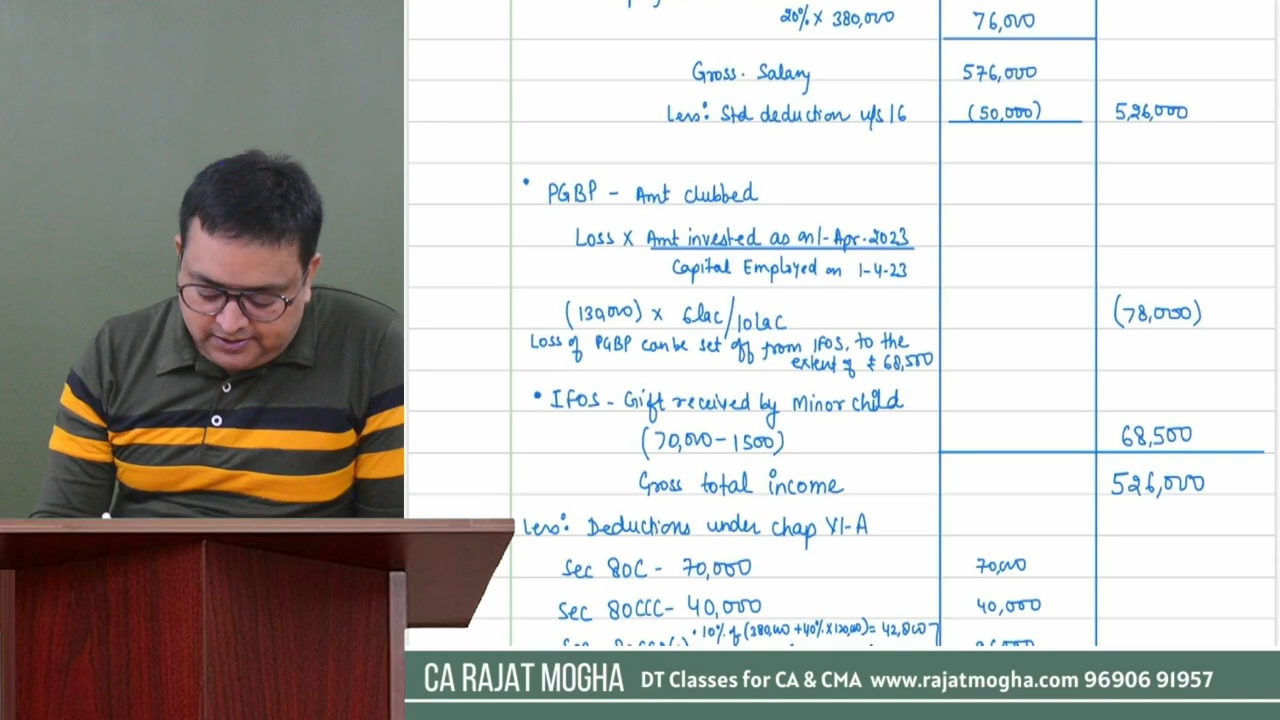 20% X 380,000 76,000
Gross. Salary 576,000
Less: Std deduction u/s 16 (50,000) 5,26,000
• PGBP - Amt clubbed
Loss X Amt invested as on 1-Apr-2023
Capital Employed on 1-4-23
(130,000) x 6lac/10lac (78,000)
Loss of PGBP can be set off from IFOS, to the
extent of ₹ 68,500
• IFOS - Gift received by Minor child
(70,000-1500) 68,500
Gross total income 526,000
Less: Deductions under chap VI-A
Sec 80C - 70,000 70,000
Sec 80CCC- 40,000 40,000
• 10% of (280,000 + 40% X 120,000) =
CA RAJAT MOGHA DT Classes for CA & CMA www.rajatmogha.com 96906 91957